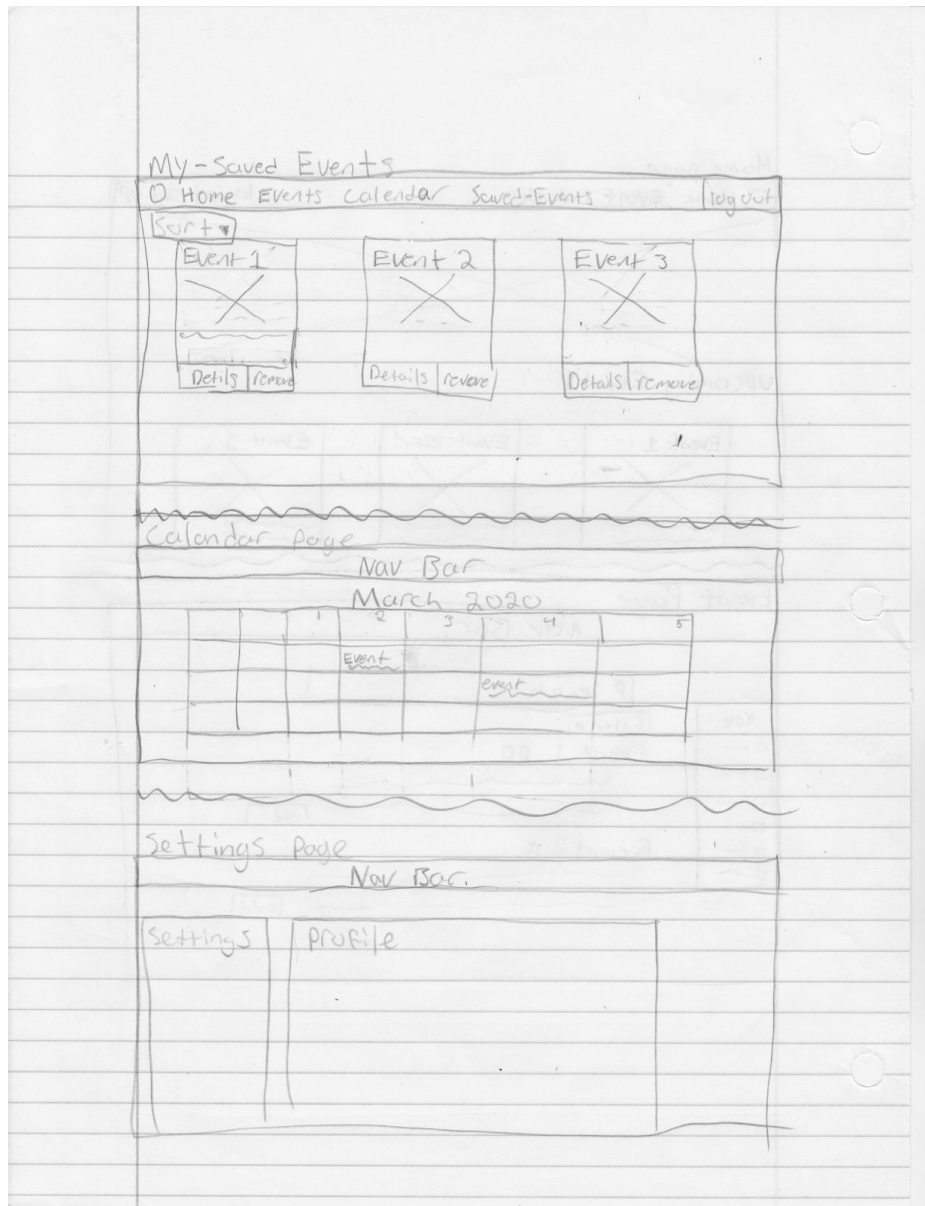 My-Saved Events
O Home Events Calendar Saved-Events log out
Sort
Event 1 Event 2 Event 3
Detils remove Details revove Details remove
Calandar Page
Nav Bar
March 2020
1 2 3 4 5
Event
event
Settings Page
Nav Bar.
Settings Profile